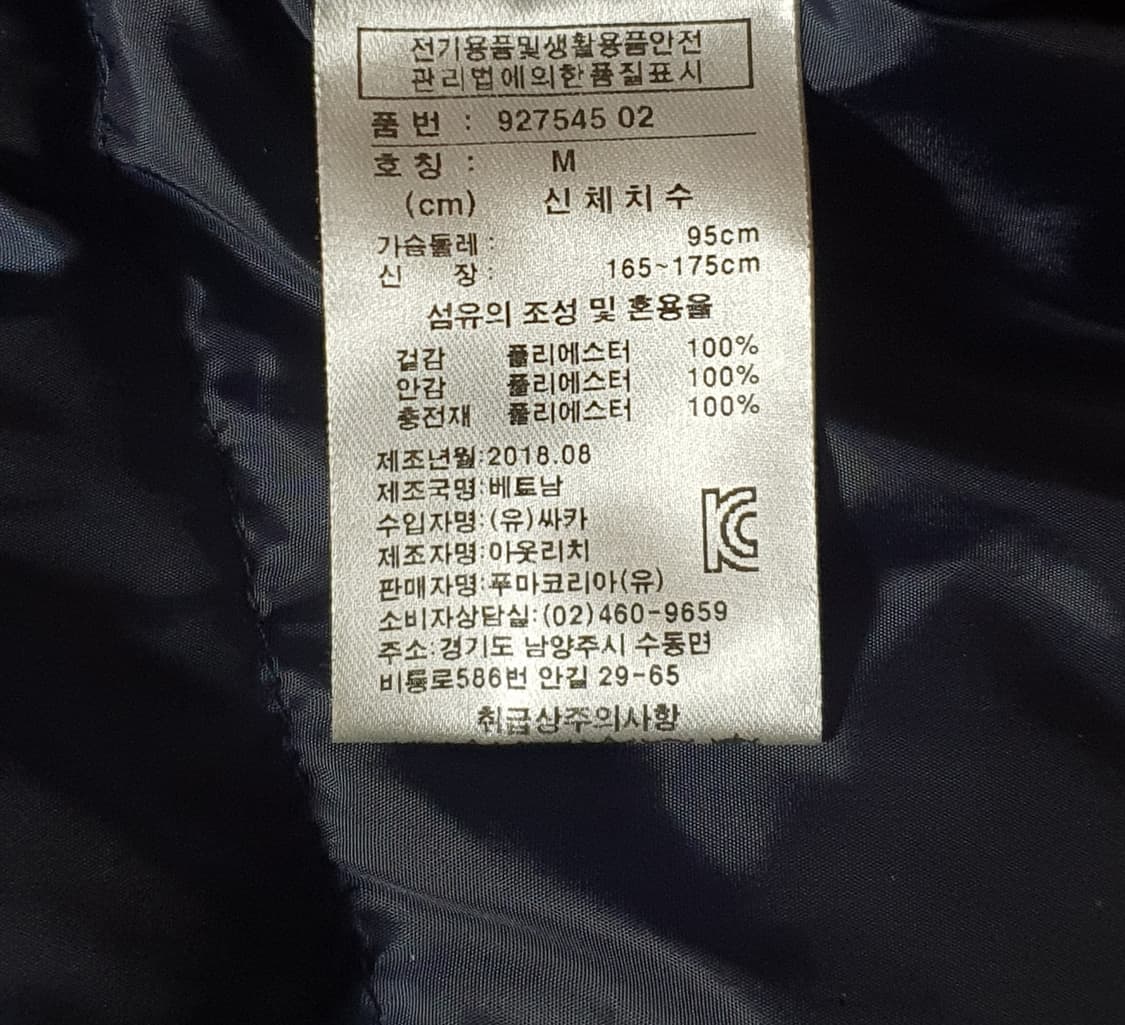 전기용품및생활용품안전
관리법에의한품질표시
품 번 : 927545 02
호 칭 : M
(cm) 신 체 치 수
가슴둘레 : 95cm
신 장 : 165~175cm
섬유의 조성 및 혼용율
겉감 폴리에스터 100%
안감 폴리에스터 100%
충전재 폴리에스터 100%
제조년월:2018.08
제조국명:베트남
수입자명:(유)싸카
제조자명:아웃리치
판매자명:푸마코리아(유)
소비자상담실:(02)460-9659
주소:경기도 남양주시 수동면
비룡로586번 안길 29-65
취급상주의사항